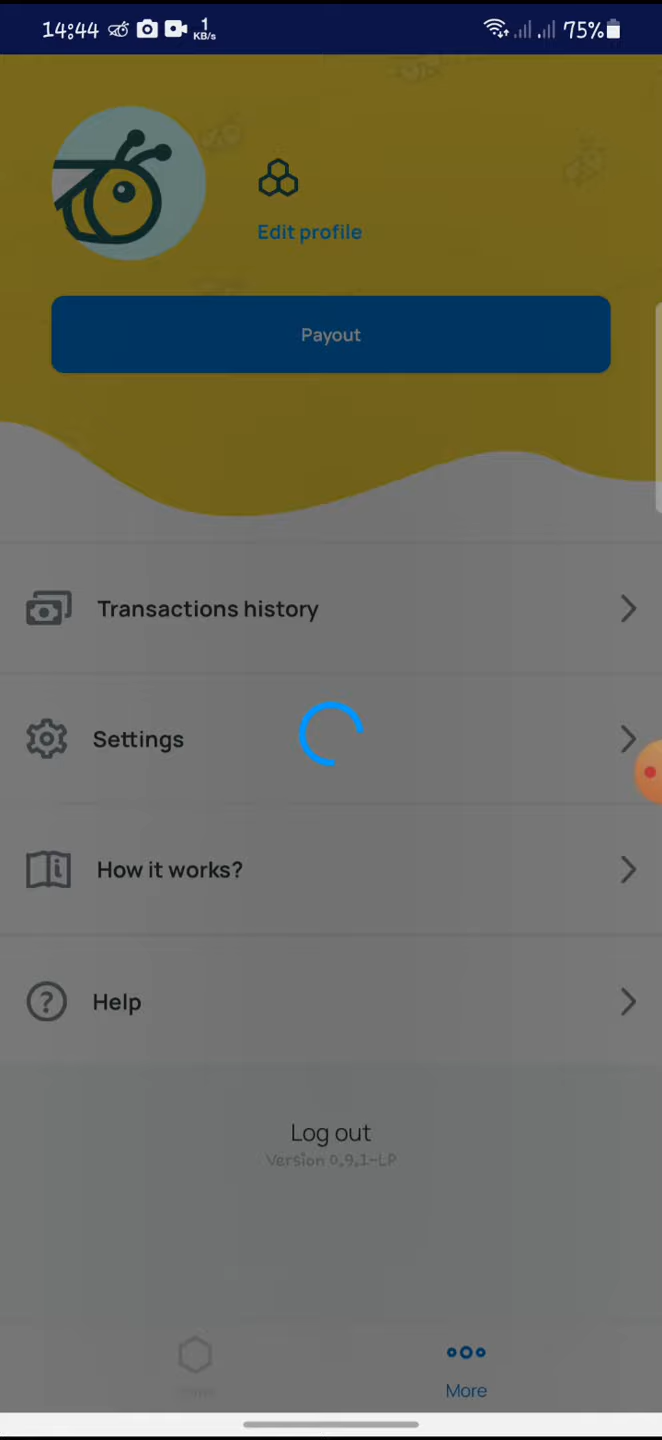 14:44 1 KB/s 75%
Edit profile
Payout
Transactions history
Settings
How it works?
Help
Log out
Version 0.9.1-LP
More